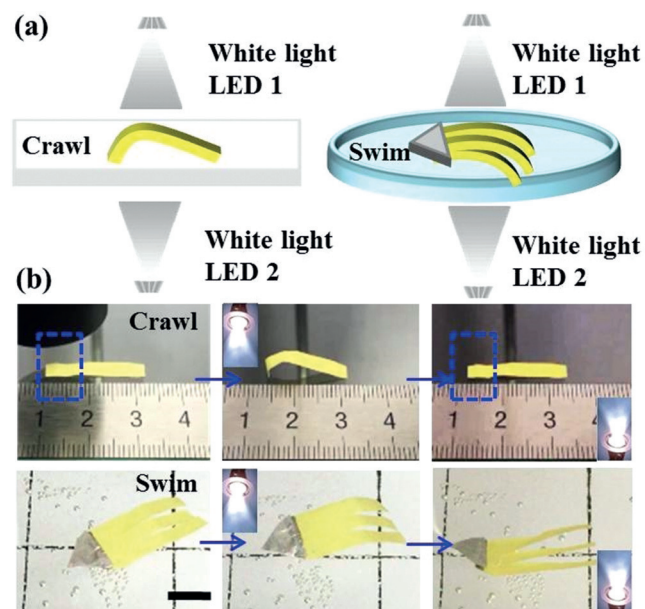 (a)
White light
LED 1
White light
LED 1
Crawl
Swim
White light
LED 2
White light
LED 2
(b)
Crawl
1 2 3 4
1 2 3 4
1 2 3 4
Swim